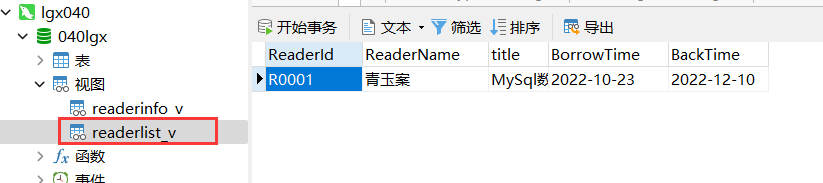 lgx040
040lgx
表
视图
readerinfo_v
readerlist_v
函数
事件
开始事务 文本 筛选 排序 导出
ReaderId ReaderName title BorrowTime BackTime
R0001 青玉案 MySql数 2022-10-23 2022-12-10